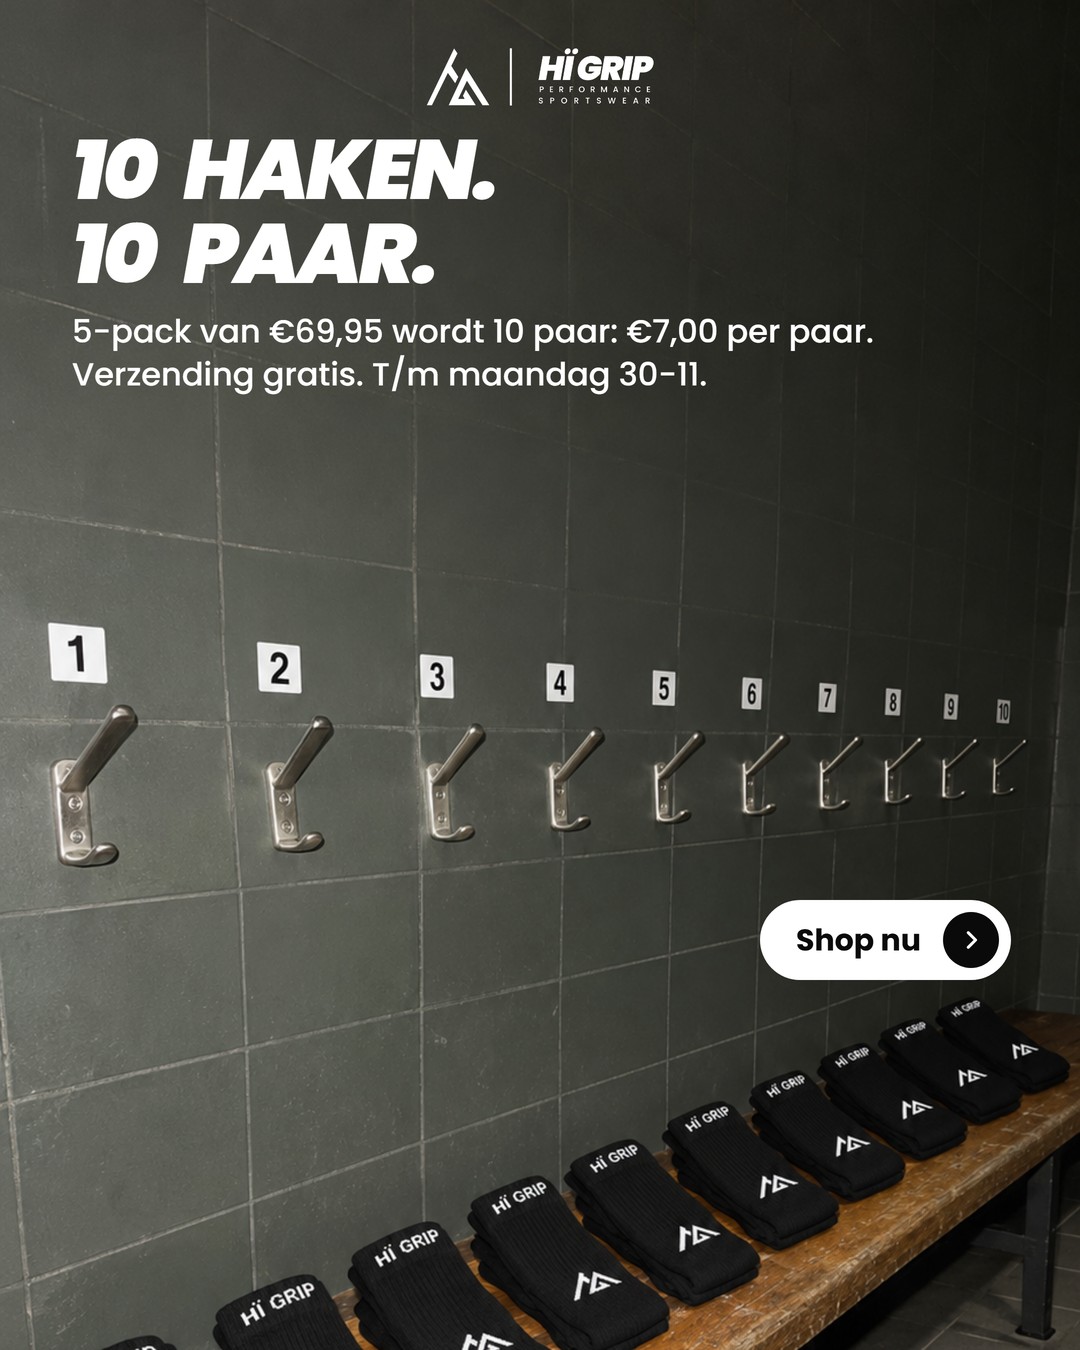 HÏ GRIP
PERFORMANCE
SPORTSWEAR
10 HAKEN.
10 PAAR.
5-pack van €69,95 wordt 10 paar: €7,00 per paar.
Verzending gratis. T/m maandag 30-11.
1
2
3
4
5
6
7
8
9
10
Shop nu
HÏ GRIP
HÏ GRIP
HÏ GRIP
HÏ GRIP
HÏ GRIP
HÏ GRIP
HÏ GRIP
HÏ GRIP
HÏ GRIP